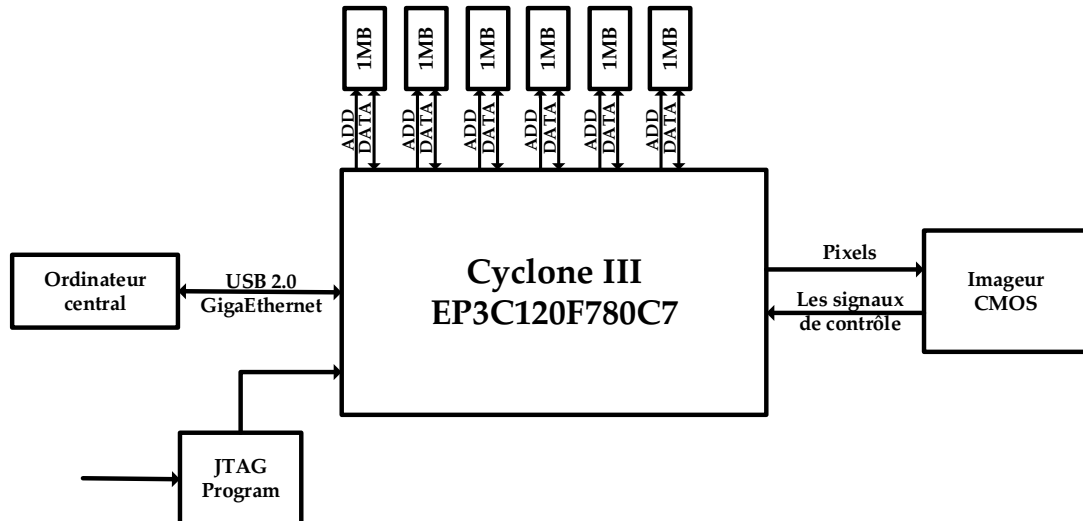 1MB
1MB
1MB
1MB
1MB
1MB
ADD
DATA
ADD
DATA
ADD
DATA
ADD
DATA
ADD
DATA
ADD
DATA
Cyclone III
EP3C120F780C7
Ordinateur
central
USB 2.0
GigaEthernet
Pixels
Les signaux
de contrôle
Imageur
CMOS
JTAG
Program